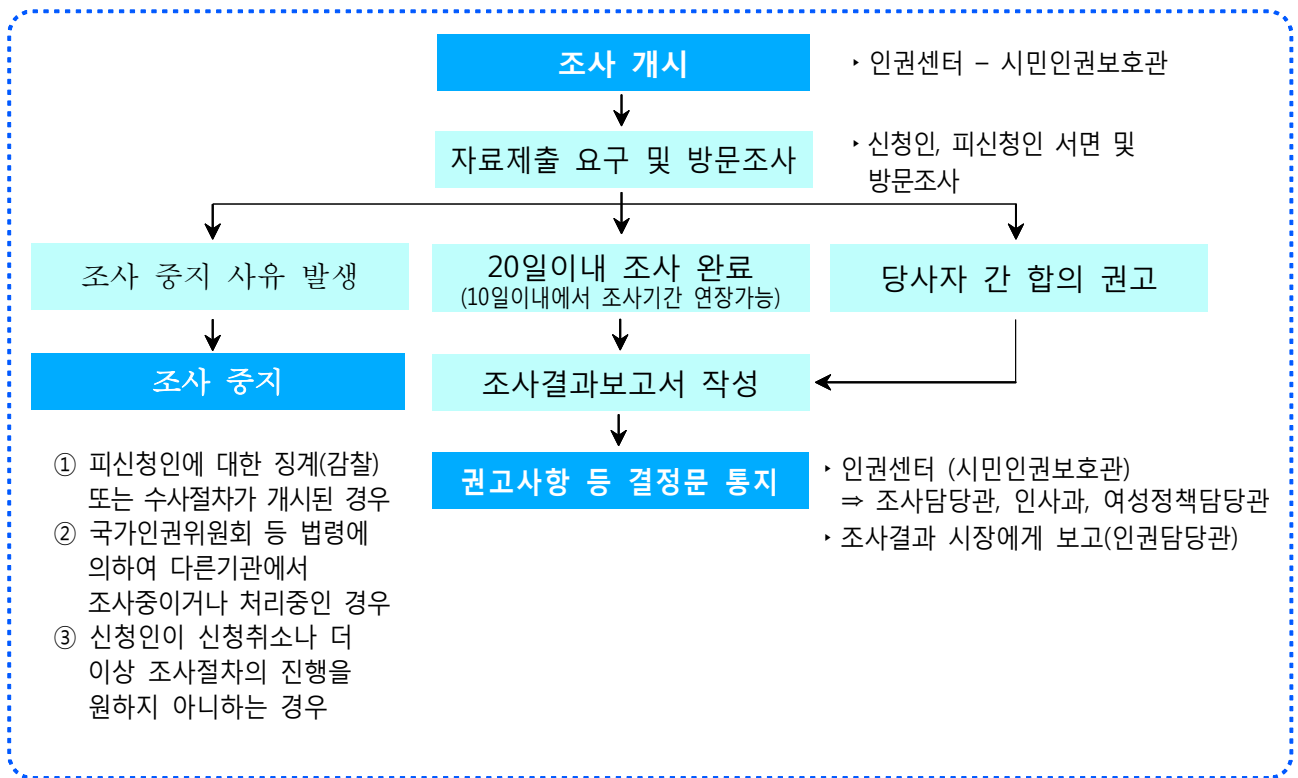 조사 개시
‣ 인권센터 – 시민인권보호관
자료제출 요구 및 방문조사
‣ 신청인, 피신청인 서면 및
방문조사
조사 중지 사유 발생
20일이내 조사 완료
(10일이내에서 조사기간 연장가능)
당사자 간 합의 권고
조사 중지
조사결과보고서 작성
① 피신청인에 대한 징계(감찰)
또는 수사절차가 개시된 경우
② 국가인권위원회 등 법령에
의하여 다른기관에서
조사중이거나 처리중인 경우
③ 신청인이 신청취소나 더
이상 조사절차의 진행을
원하지 아니하는 경우
권고사항 등 결정문 통지
‣ 인권센터 (시민인권보호관)
⇒ 조사담당관, 인사과, 여성정책담당관
‣ 조사결과 시장에게 보고(인권담당관)